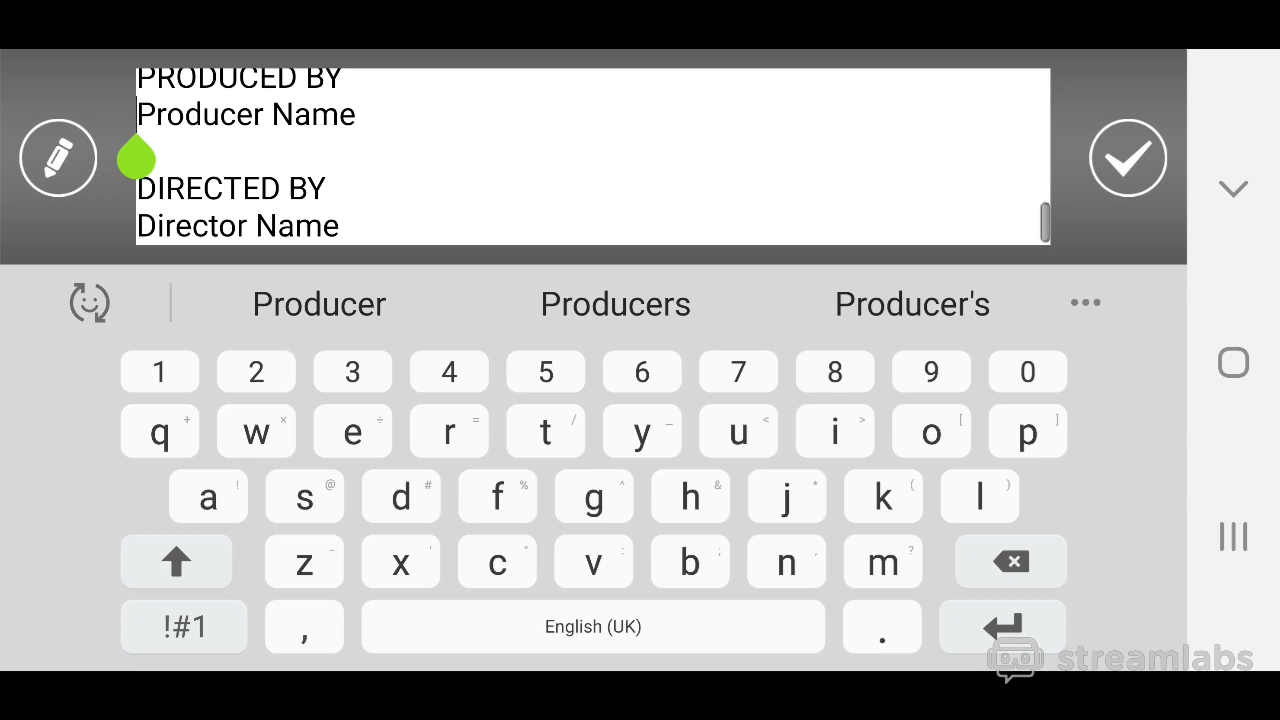 PRODUCED BY
Producer Name
DIRECTED BY
Director Name
Producer Producers Producer's
1 2 3 4 5 6 7 8 9 0
q + w × e ÷ r = t / y _ u < i > o [ p ]
a ! s @ d # f % g ^ h & j * k ( l )
z - x ' c " v : b ; n , m ?
!#1 , English (UK) .
streamlabs